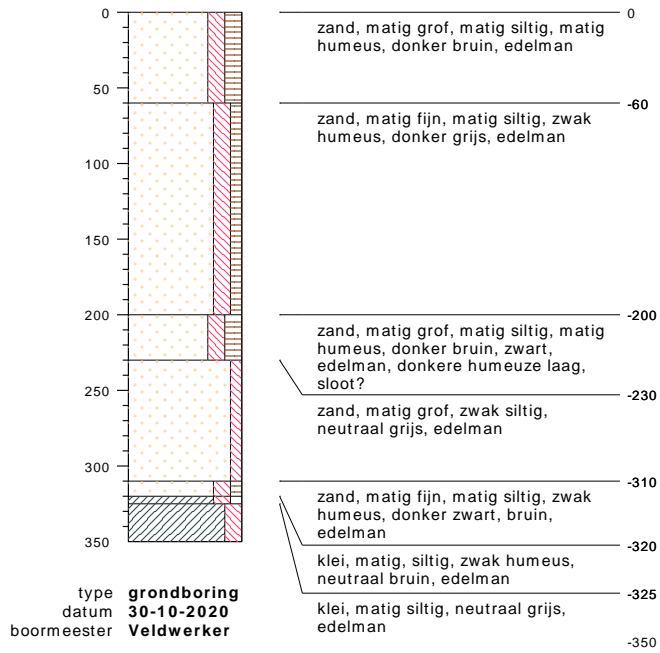 0
50
100
150
200
250
300
350
zand, matig grof, matig siltig, matig
humeus, donker bruin, edelman
0
-60
zand, matig fijn, matig siltig, zwak
humeus, donker grijs, edelman
-200
zand, matig grof, matig siltig, matig
humeus, donker bruin, zwart,
edelman, donkere humeuze laag,
sloot?
-230
zand, matig grof, zwak siltig,
neutraal grijs, edelman
-310
zand, matig fijn, matig siltig, zwak
humeus, donker zwart, bruin,
edelman
-320
klei, matig, siltig, zwak humeus,
neutraal bruin, edelman
-325
klei, matig siltig, neutraal grijs,
edelman
-350
type grondboring
datum 30-10-2020
boormeester Veldwerker